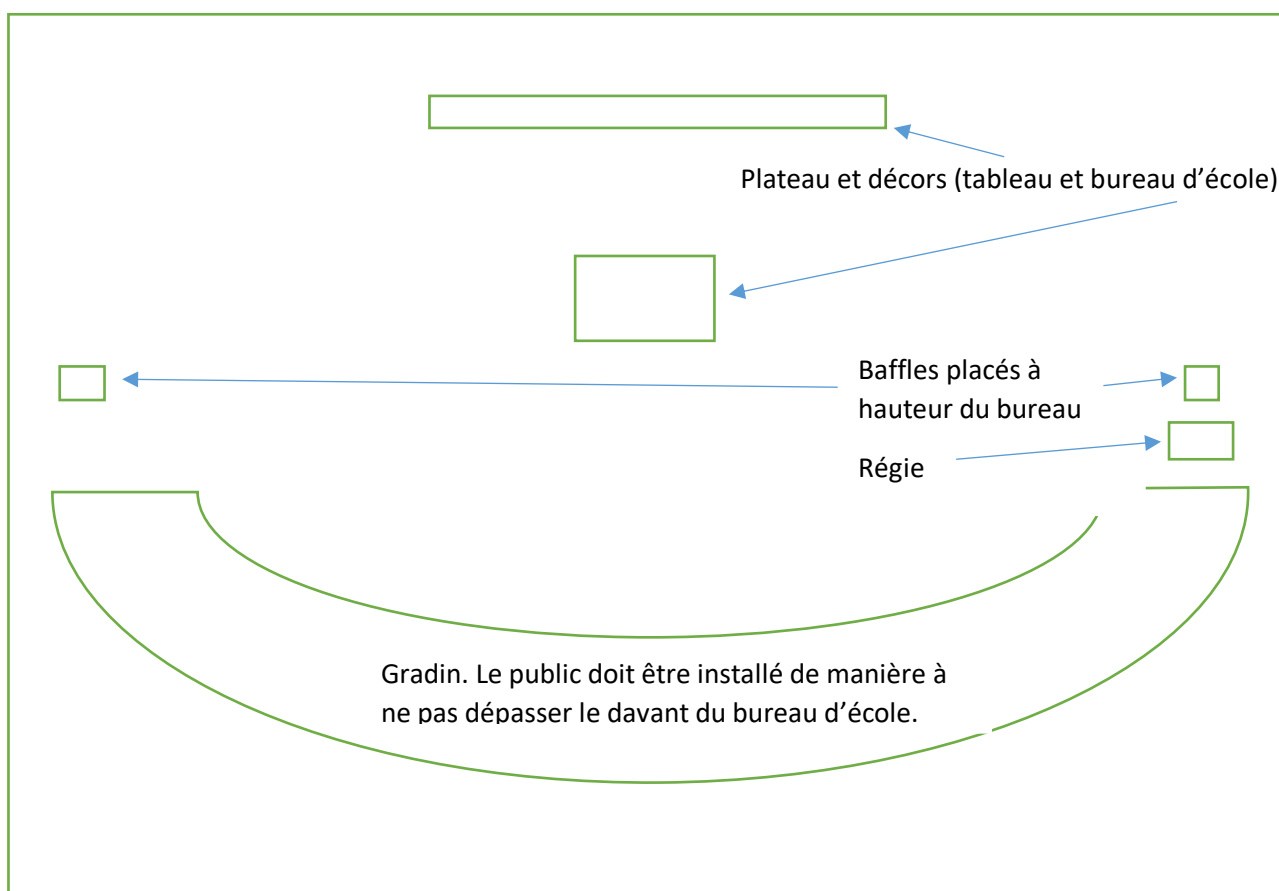 Plateau et décors (tableau et bureau d’école)
Baffles placés à
hauteur du bureau
Régie
Gradin. Le public doit être installé de manière à
ne pas dépasser le davant du bureau d’école.